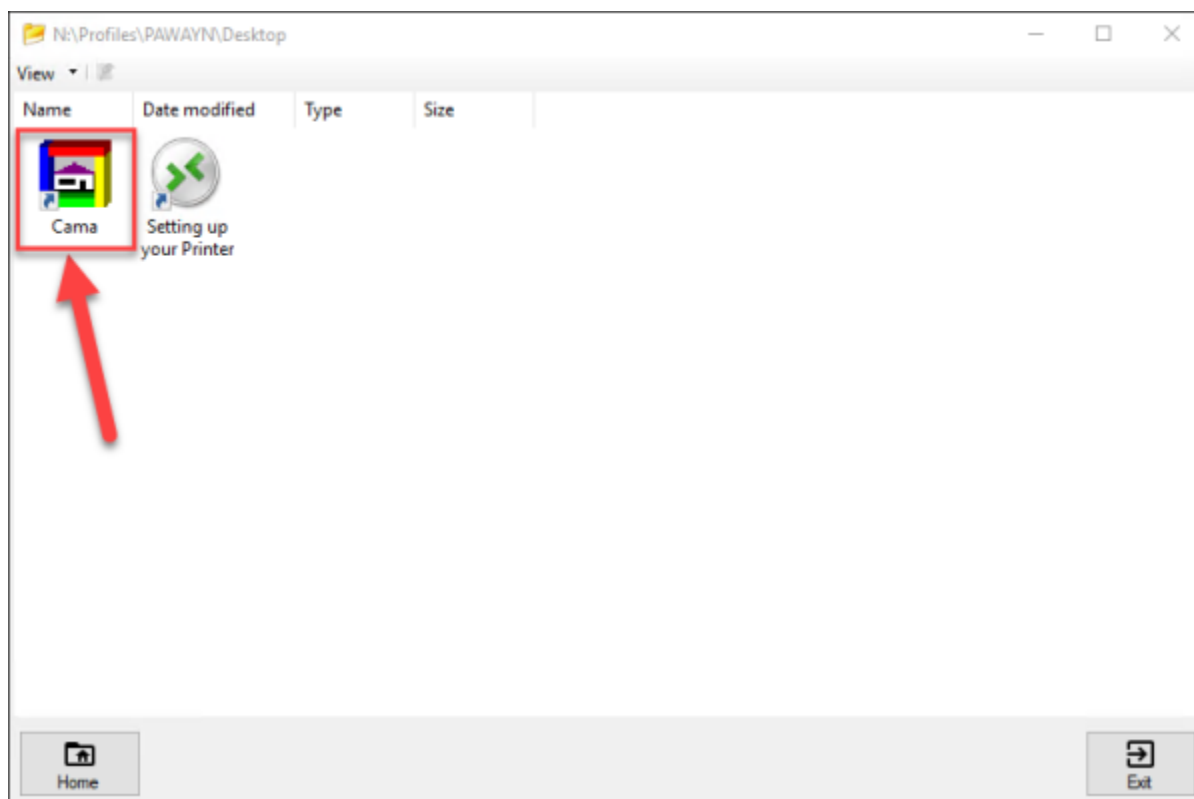 N:\Profiles\PAWAYN\Desktop
View
Name Date modified Type Size
Cama
Setting up
your Printer
Home
Exit